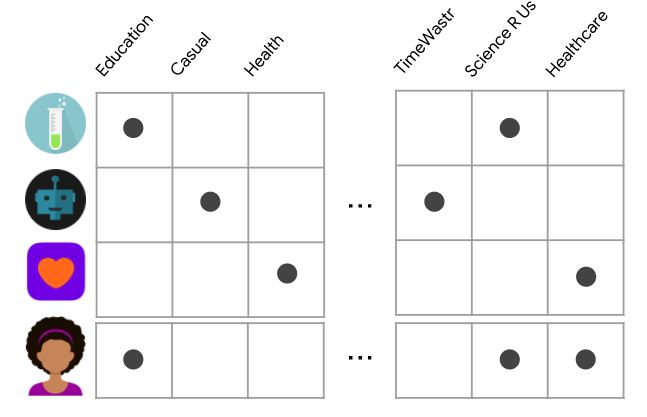 Education
Casual
Health
TimeWastr
Science R Us
Healthcare
...
...